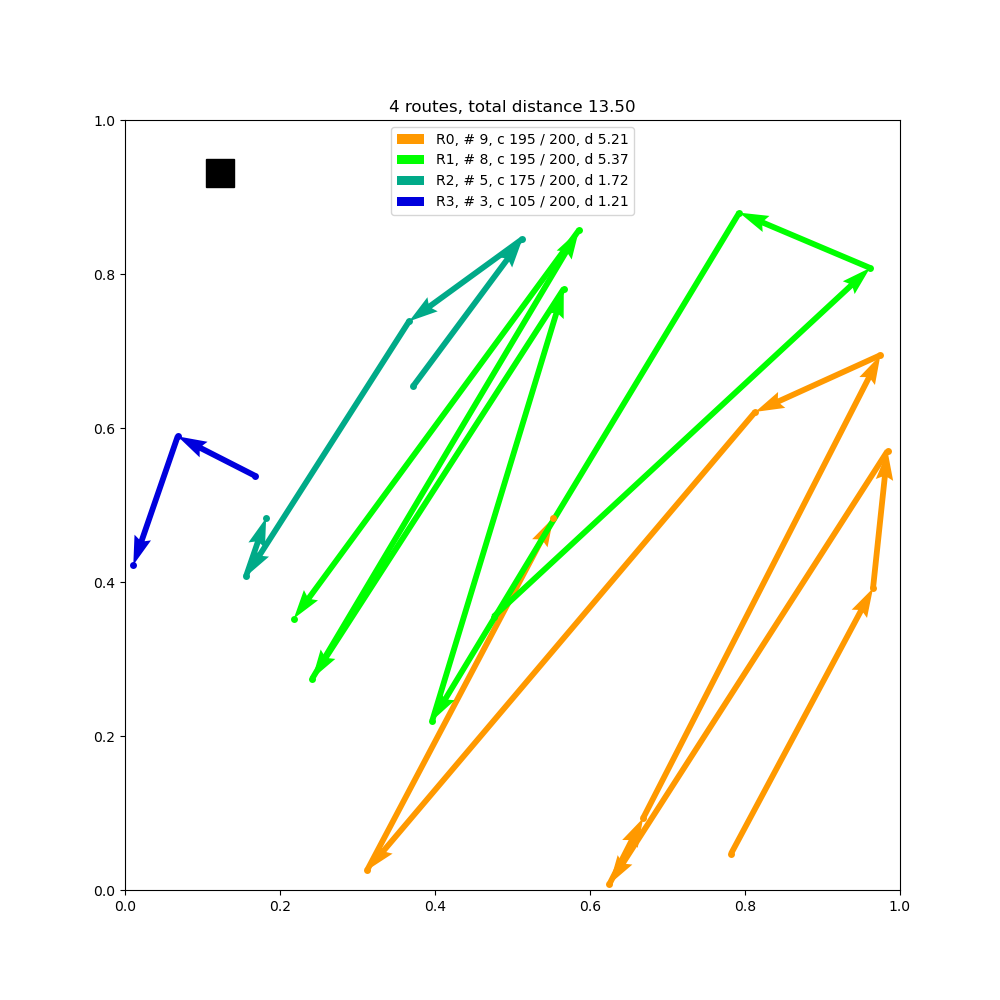 4 routes, total distance 13.50
R0, # 9, c 195 / 200, d 5.21
R1, # 8, c 195 / 200, d 5.37
R2, # 5, c 175 / 200, d 1.72
R3, # 3, c 105 / 200, d 1.21
1.0
0.8
0.6
0.4
0.2
0.0
0.0 0.2 0.4 0.6 0.8 1.0